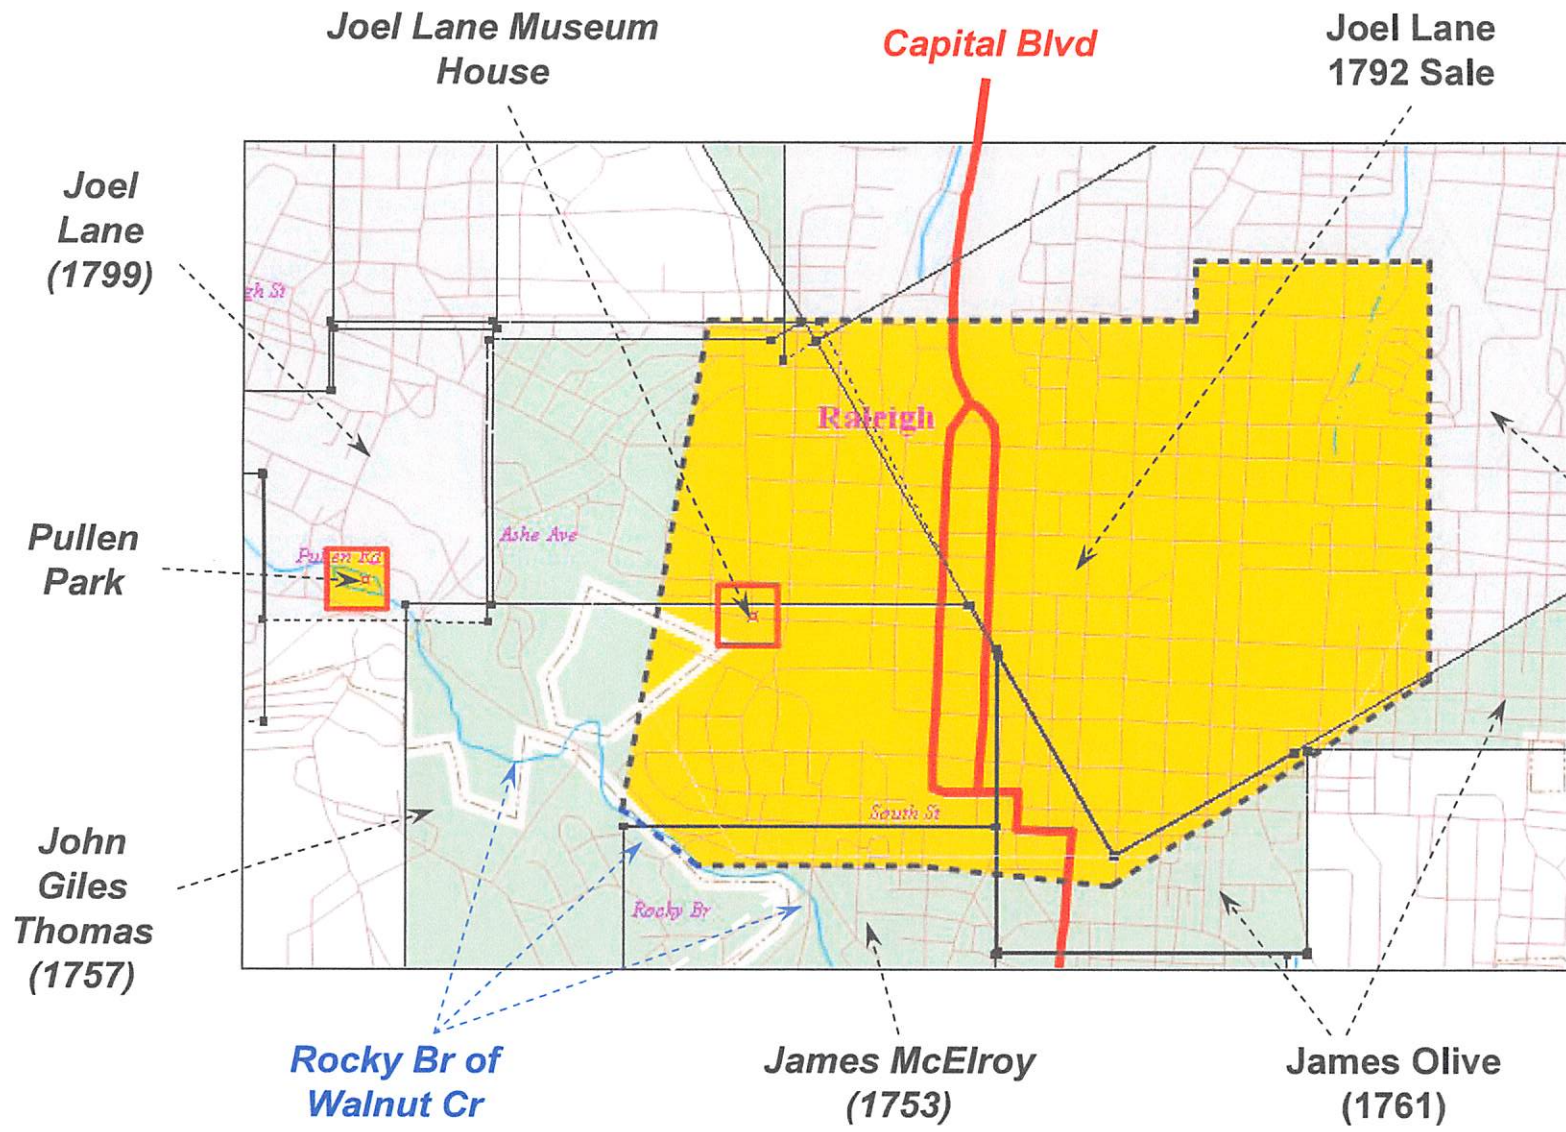 Joel Lane Museum
House
Capital Blvd
Joel Lane
1792 Sale
Joel
Lane
(1799)
gh St
Raleigh
Ashe Ave
Pullen
Park
Pullen Rd
South St
John
Giles
Thomas
(1757)
Rocky Br
Rocky Br of
Walnut Cr
James McElroy
(1753)
James Olive
(1761)